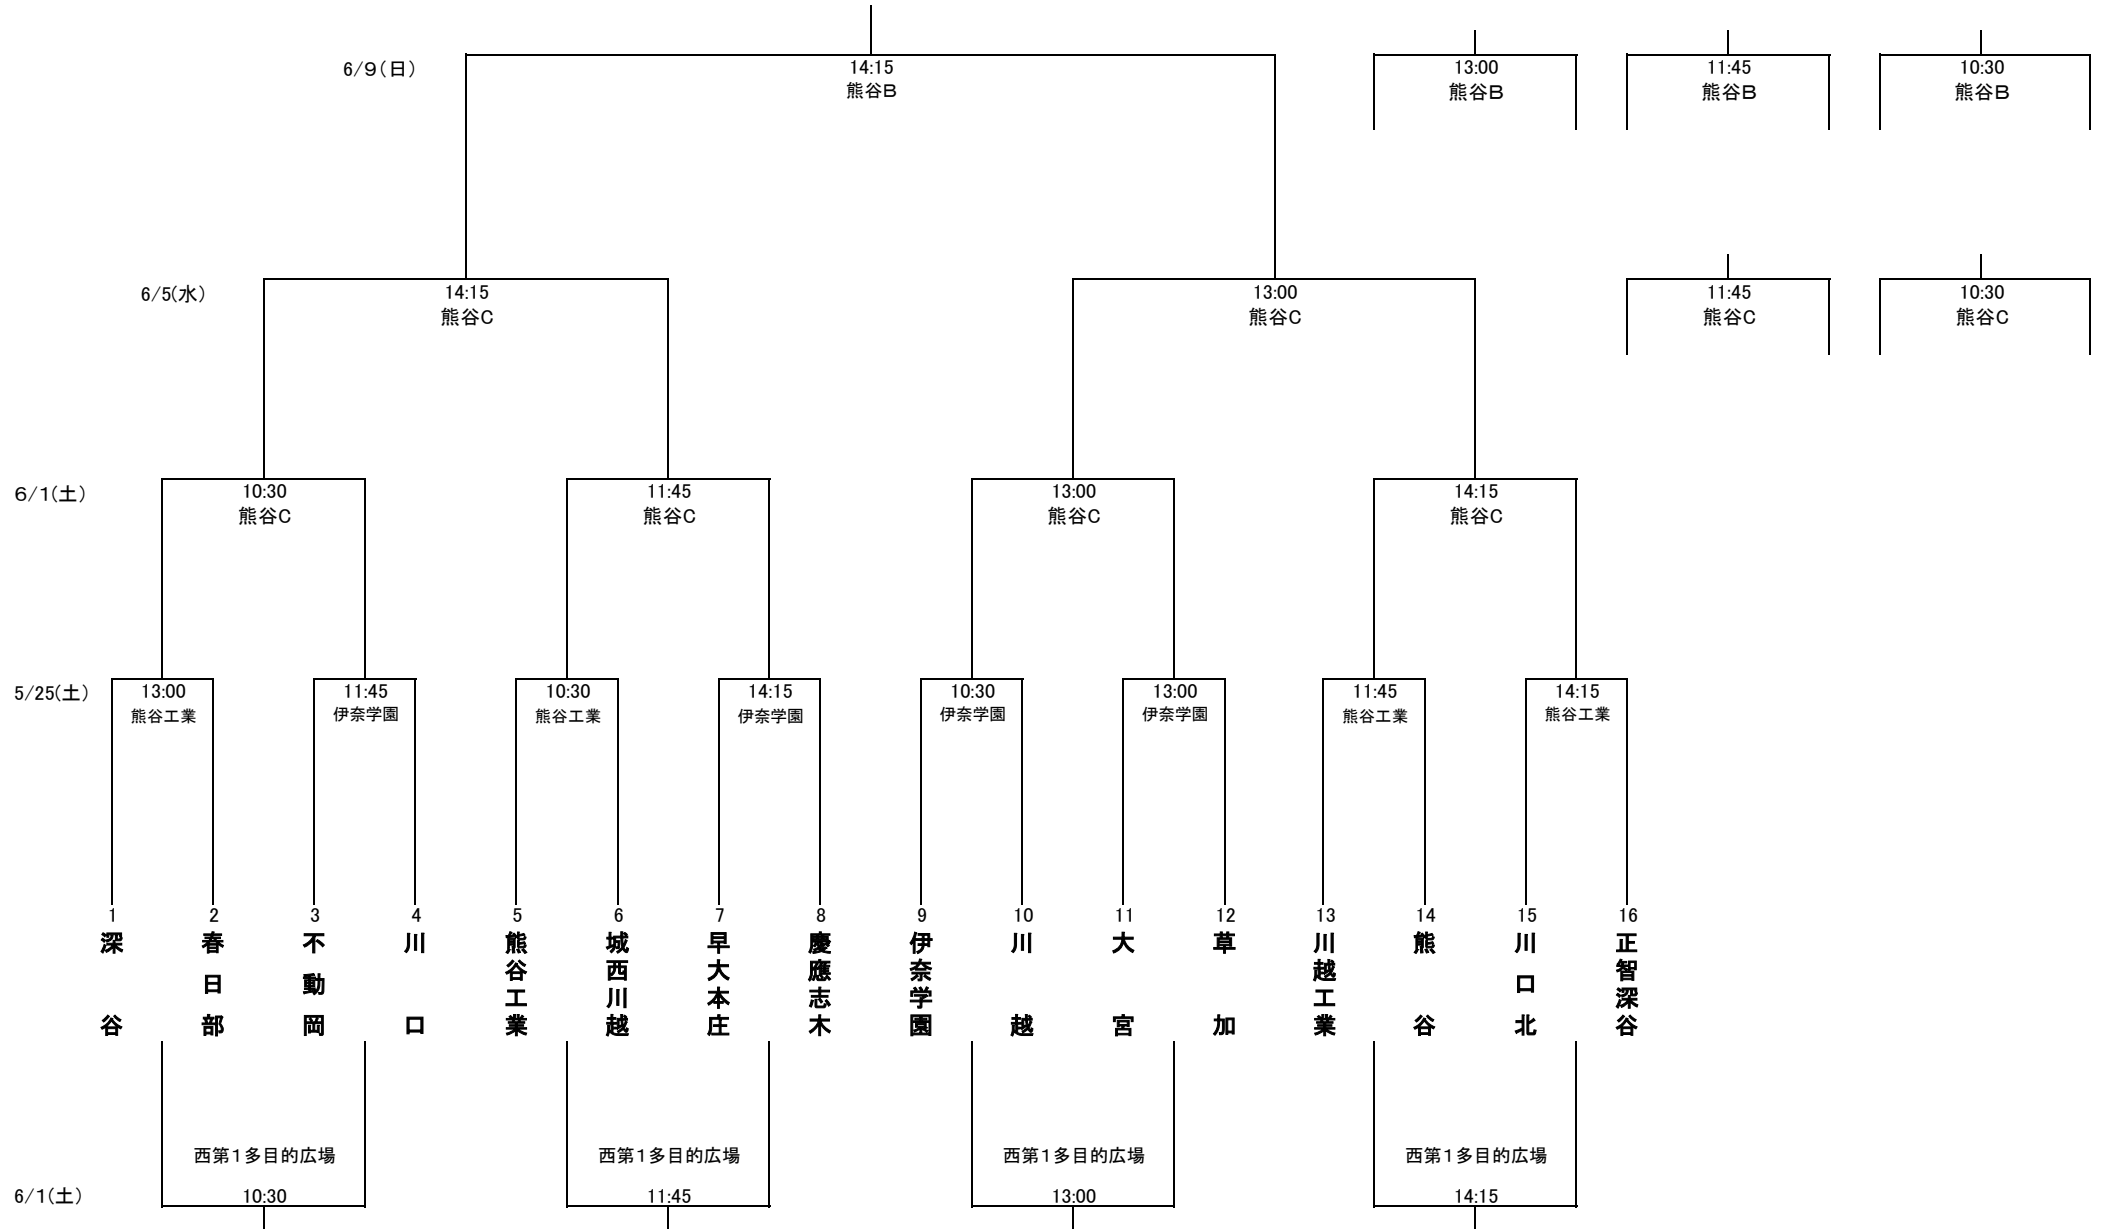 6/9(日)
14:15
熊谷B
13:00
熊谷B
11:45
熊谷B
10:30
熊谷B
6/5(水)
14:15
熊谷C
13:00
熊谷C
11:45
熊谷C
10:30
熊谷C
6/1(土)
10:30
熊谷C
11:45
熊谷C
13:00
熊谷C
14:15
熊谷C
5/25(土)
13:00
熊谷工業
11:45
伊奈学園
10:30
熊谷工業
14:15
伊奈学園
10:30
伊奈学園
13:00
伊奈学園
11:45
熊谷工業
14:15
熊谷工業
1
深谷
2
春日部
3
不動岡
4
川口
5
熊谷工業
6
城西川越
7
早大本庄
8
慶應志木
9
伊奈学園
10
川越
11
大宮
12
草加
13
川越工業
14
熊谷
15
川口北
16
正智深谷
西第1多目的広場
西第1多目的広場
西第1多目的広場
西第1多目的広場
6/1(土)
10:30
11:45
13:00
14:15